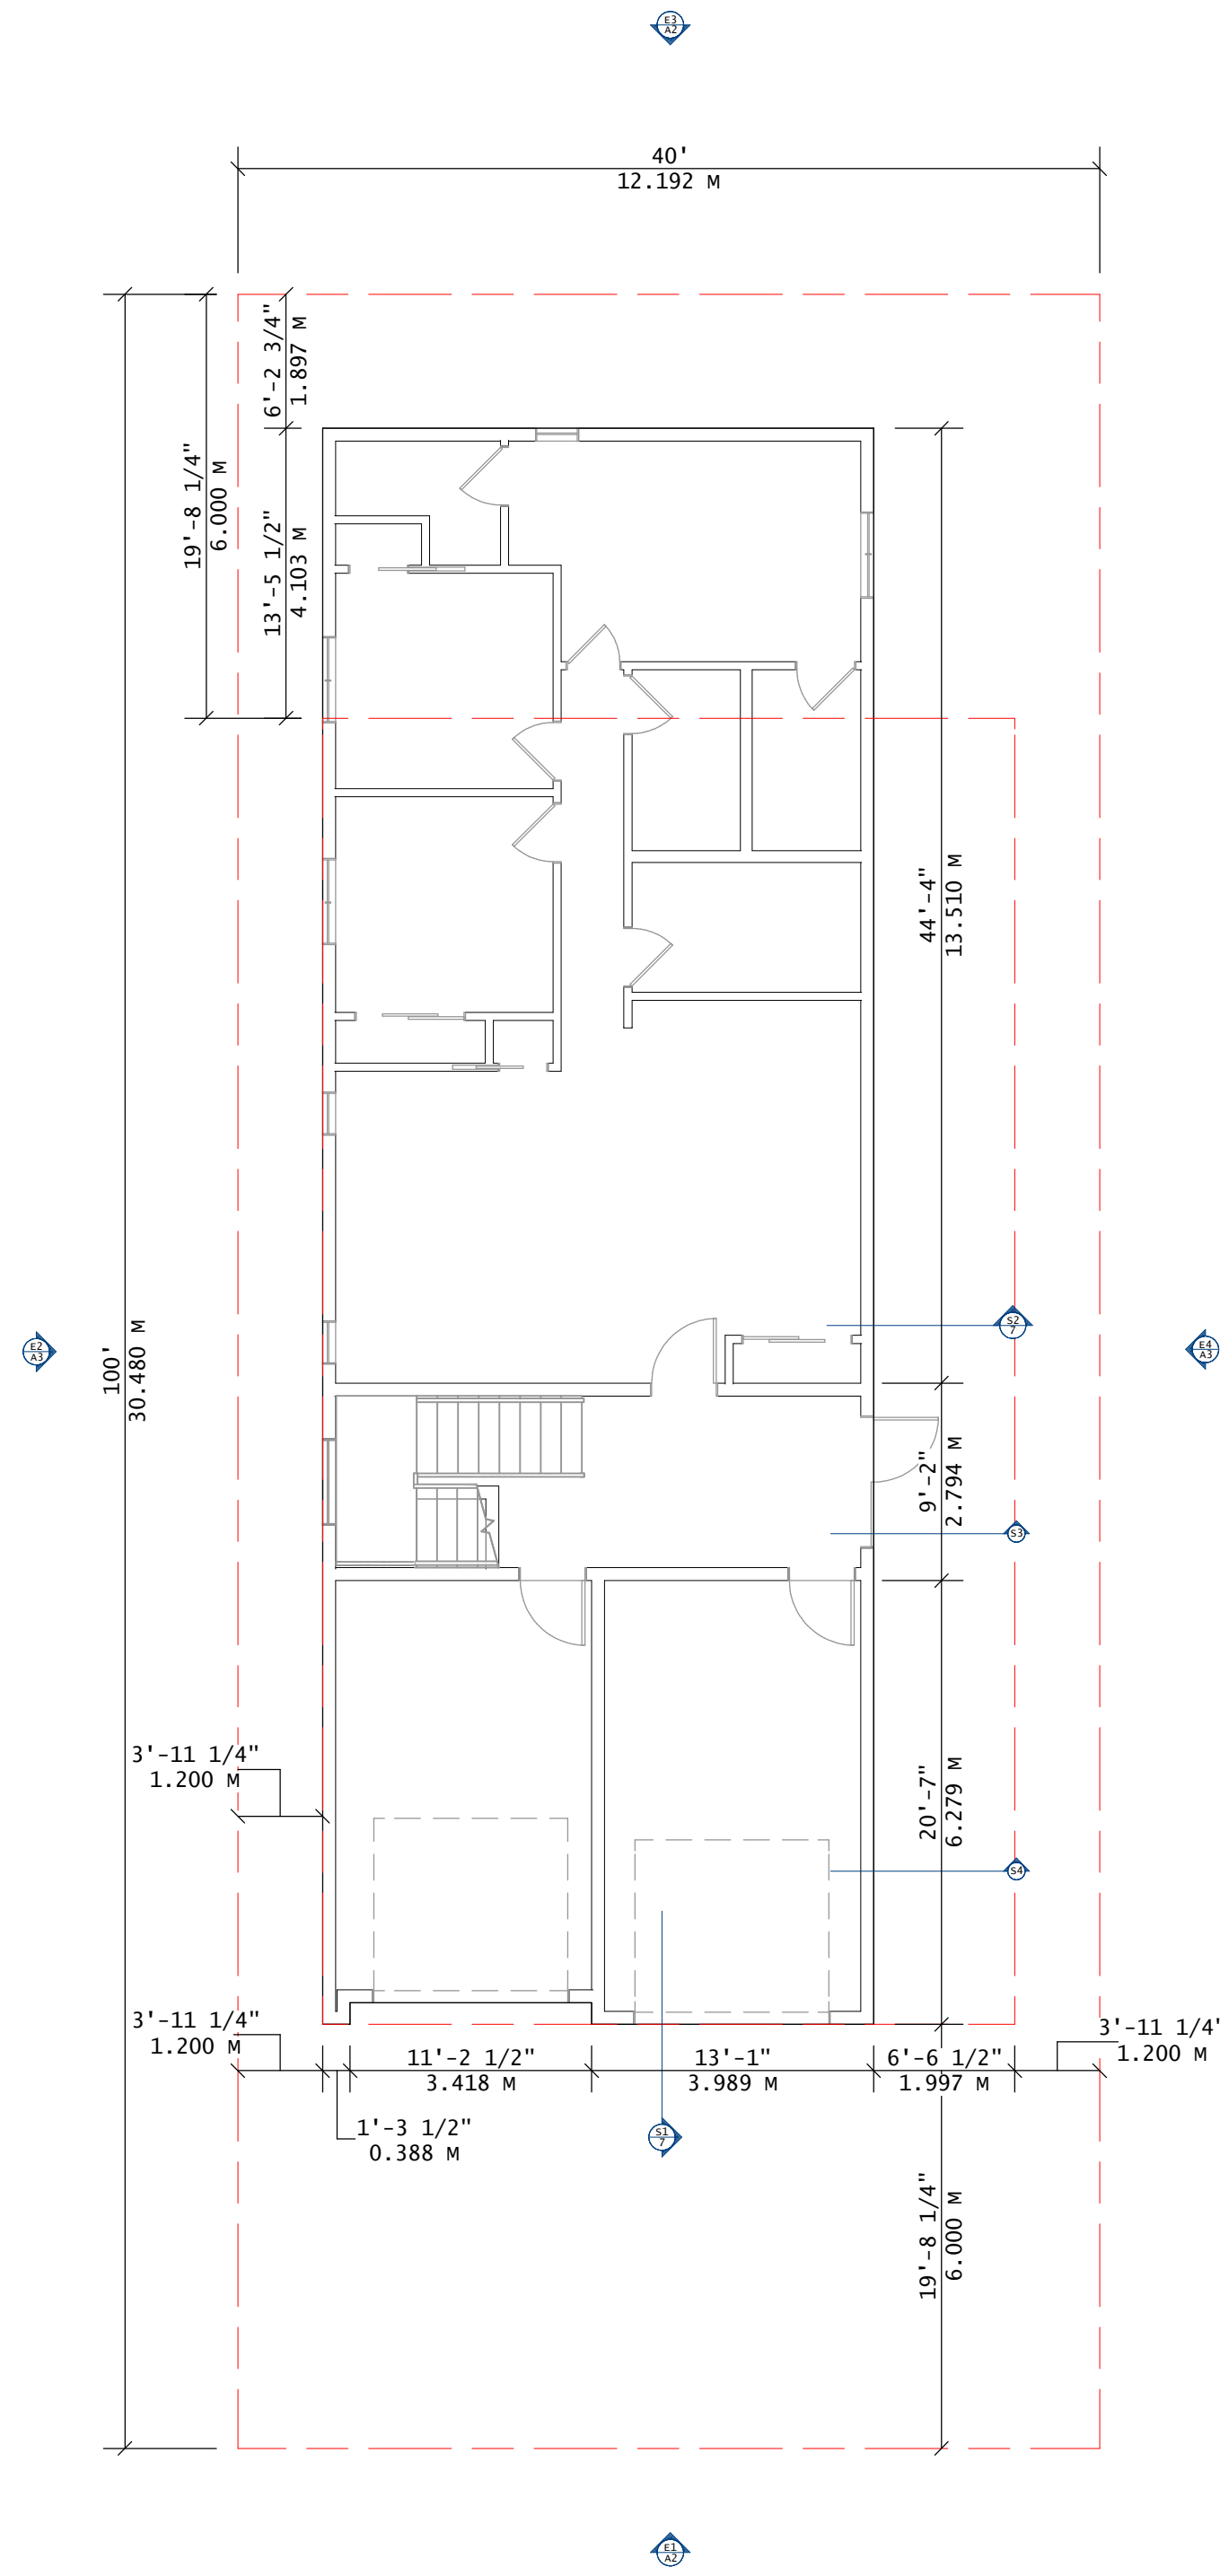 E3
A2
40'
12.192 M
6'-2 3/4"
1.897 M
19'-8 1/4"
6.000 M
13'-5 1/2"
4.103 M
44'-4"
13.510 M
100'
30.480 M
S2
7
E2
A3
E4
A3
9'-2"
2.794 M
S3
3'-11 1/4"
1.200 M
20'-7"
6.279 M
S4
3'-11 1/4"
1.200 M
3'-11 1/4'
1.200 M
11'-2 1/2"
3.418 M
13'-1"
3.989 M
6'-6 1/2"
1.997 M
1'-3 1/2"
0.388 M
S1
7
19'-8 1/4"
6.000 M
E1
A2